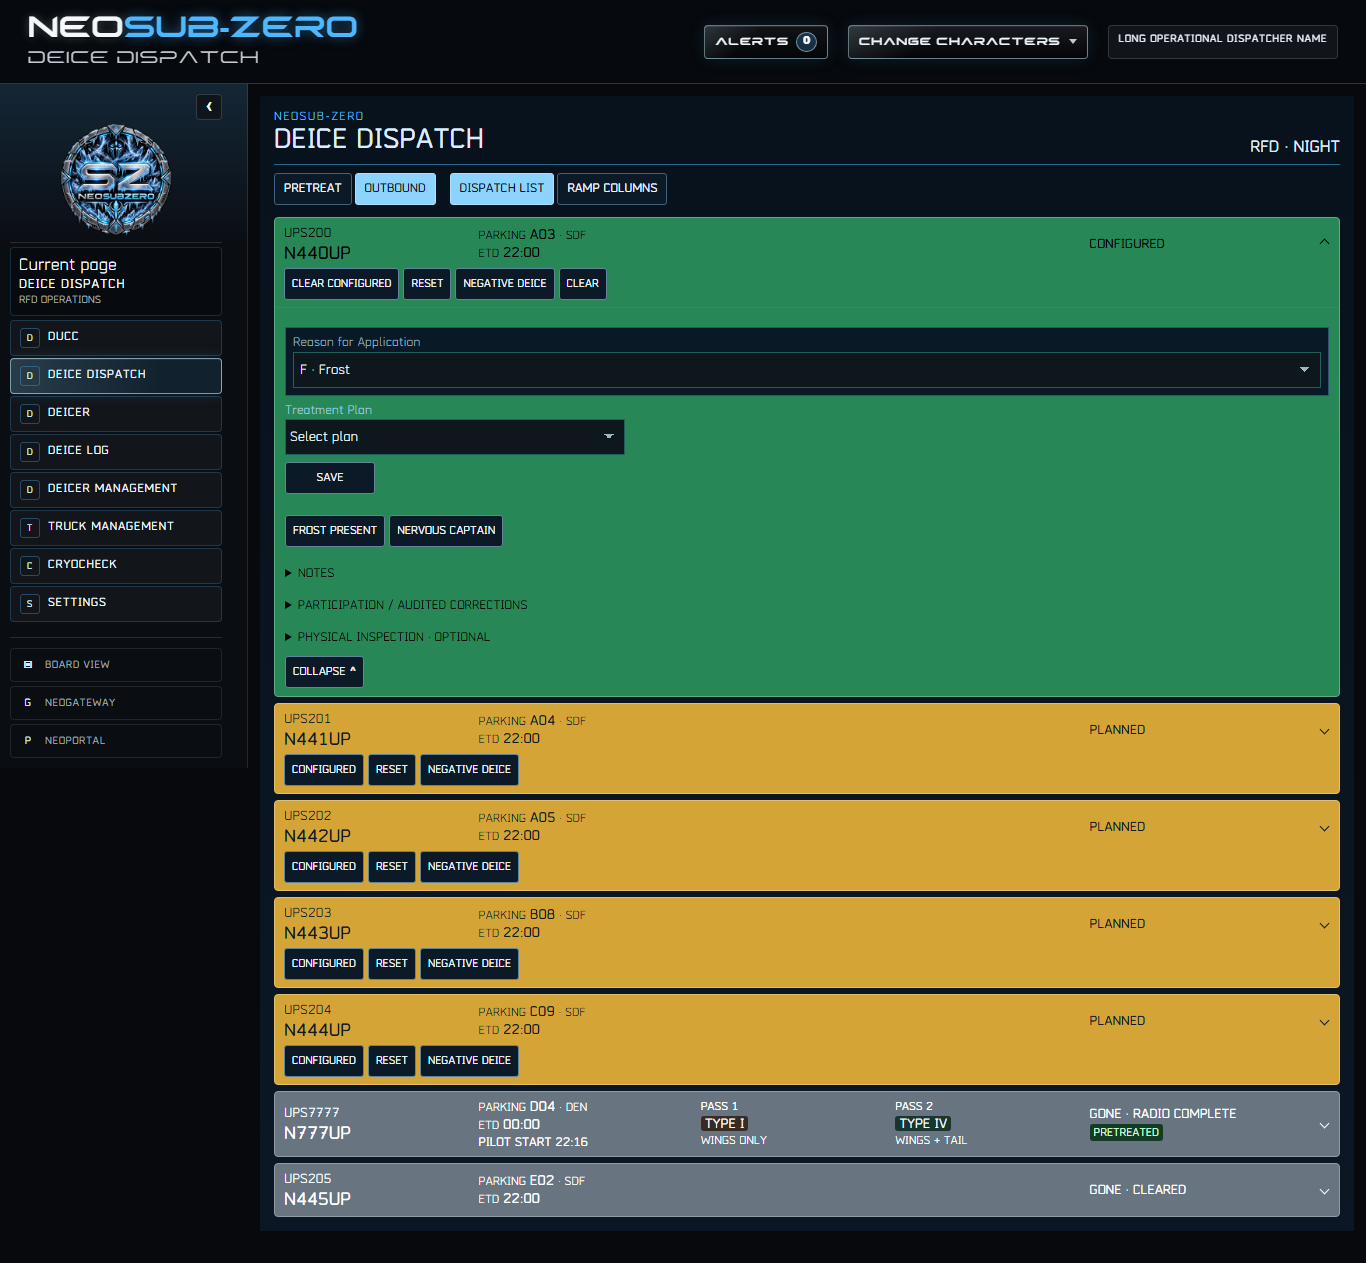 NEOSUB-ZERO
DEICE DISPATCH
ALERTS 0
CHANGE CHARACTERS
LONG OPERATIONAL DISPATCHER NAME
SZ
NEOSUBZERO
Current page
DEICE DISPATCH
RFD OPERATIONS
D DUCC
D DEICE DISPATCH
D DEICER
D DEICE LOG
D DEICER MANAGEMENT
T TRUCK MANAGEMENT
C CRYOCHECK
S SETTINGS
BOARD VIEW
G NEOGATEWAY
P NEOPORTAL
NEOSUB-ZERO
DEICE DISPATCH
RFD · NIGHT
PRETREAT OUTBOUND DISPATCH LIST RAMP COLUMNS
UPS200
N440UP
PARKING A03 · SDF
ETD 22:00
CONFIGURED
CLEAR CONFIGURED RESET NEGATIVE DEICE CLEAR
Reason for Application
F · Frost
Treatment Plan
Select plan
SAVE
FROST PRESENT NERVOUS CAPTAIN
NOTES
PARTICIPATION / AUDITED CORRECTIONS
PHYSICAL INSPECTION · OPTIONAL
COLLAPSE ^
UPS201
N441UP
PARKING A04 · SDF
ETD 22:00
PLANNED
CONFIGURED RESET NEGATIVE DEICE
UPS202
N442UP
PARKING A05 · SDF
ETD 22:00
PLANNED
CONFIGURED RESET NEGATIVE DEICE
UPS203
N443UP
PARKING B08 · SDF
ETD 22:00
PLANNED
CONFIGURED RESET NEGATIVE DEICE
UPS204
N444UP
PARKING C09 · SDF
ETD 22:00
PLANNED
CONFIGURED RESET NEGATIVE DEICE
UPS7777
N777UP
PARKING D04 · DEN
ETD 00:00
PILOT START 22:16
PASS 1
TYPE I
WINGS ONLY
PASS 2
TYPE IV
WINGS + TAIL
GONE · RADIO COMPLETE
PRETREATED
UPS205
N445UP
PARKING E02 · SDF
ETD 22:00
GONE · CLEARED